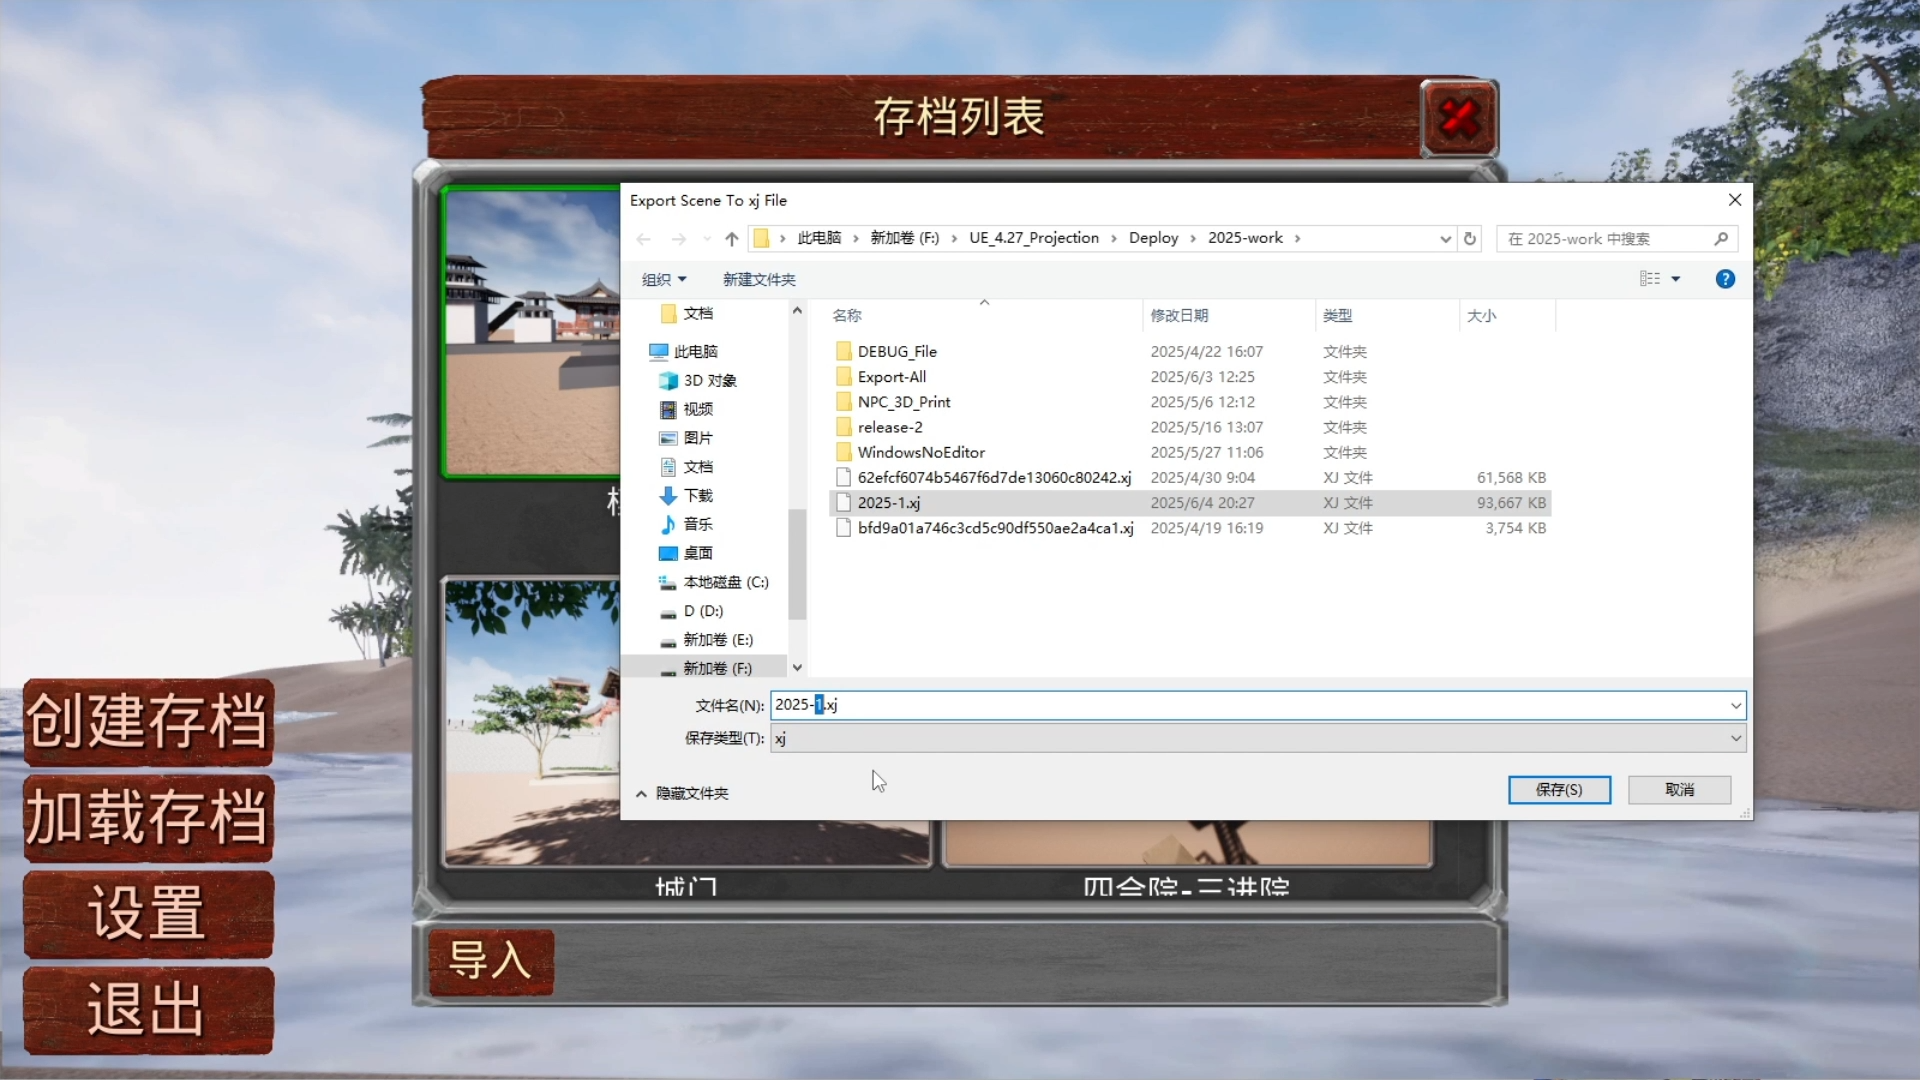 存档列表
Export Scene To xj File
此电脑 › 新加卷 (F:) › UE_4.27_Projection › Deploy › 2025-work ›
在 2025-work 中搜索
组织
新建文件夹
文档
此电脑
3D 对象
视频
图片
文档
下载
音乐
桌面
本地磁盘 (C:)
D (D:)
新加卷 (E:)
新加卷 (F:)
名称 修改日期 类型 大小
DEBUG_File 2025/4/22 16:07 文件夹
Export-All 2025/6/3 12:25 文件夹
NPC_3D_Print 2025/5/6 12:12 文件夹
release-2 2025/5/16 13:07 文件夹
WindowsNoEditor 2025/5/27 11:06 文件夹
62efcf6074b5467f6d7de13060c80242.xj 2025/4/30 9:04 XJ 文件 61,568 KB
2025-1.xj 2025/6/4 20:27 XJ 文件 93,667 KB
bfd9a01a746c3cd5c90df550ae2a4ca1.xj 2025/4/19 16:19 XJ 文件 3,754 KB
文件名(N): 2025-1.xj
保存类型(T): xj
隐藏文件夹
保存(S)
取消
城门
四合院-三进院
导入
创建存档
加载存档
设置
退出